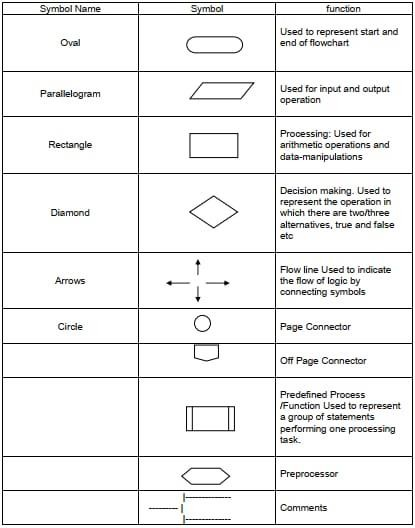 Symbol Name Symbol function
Oval
Used to represent start and
end of flowchart
Parallelogram
Used for input and output
operation
Rectangle
Processing: Used for
arithmetic operations and
data-manipulations
Diamond
Decision making. Used to
represent the operation in
which there are two/three
alternatives, true and false
etc
Arrows
Flow line Used to indicate
the flow of logic by
connecting symbols
Circle
Page Connector
Off Page Connector
Predefined Process
/Function Used to represent
a group of statements
performing one processing
task.
Preprocessor
|--------------
--------- |
|--------------
Comments